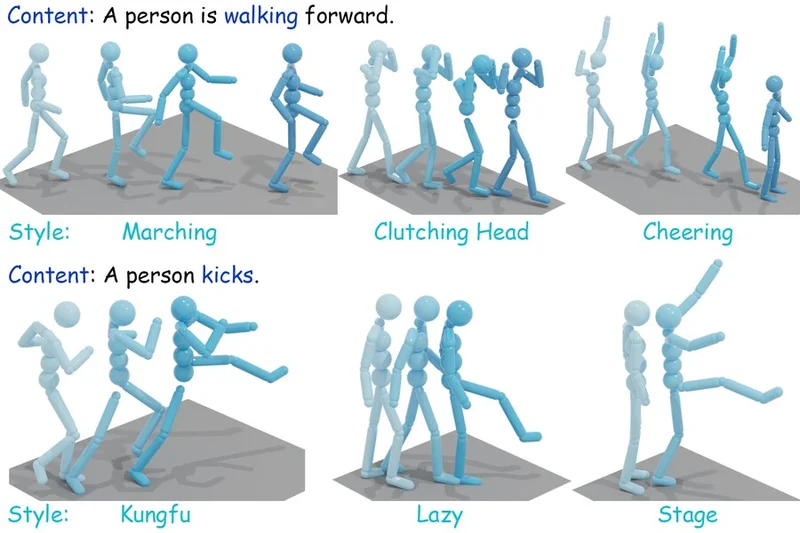 Content: A person is walking forward.
Style: Marching Clutching Head Cheering
Content: A person kicks.
Style: Kungfu Lazy Stage